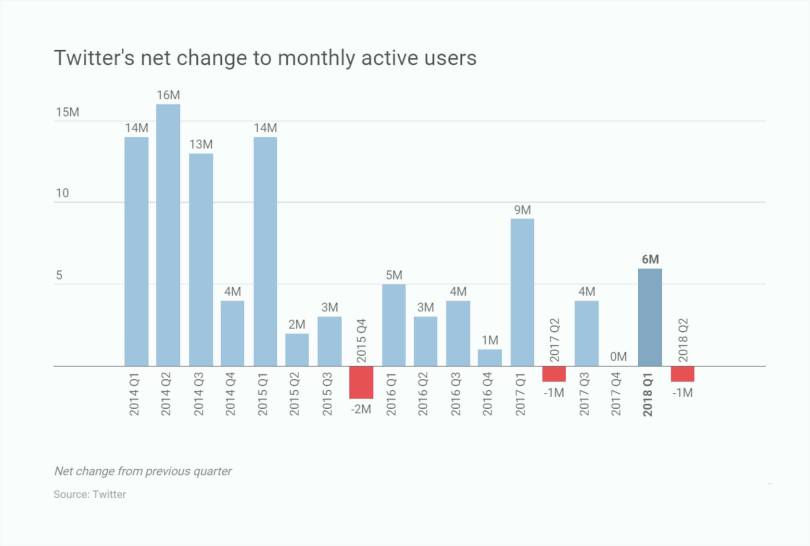 Twitter's net change to monthly active users
16M
15M
14M
14M
13M
10
9M
6M
5
5M
4M
4M
4M
3M
3M
2M
1M
0M
2015 Q4
2017 Q2
2018 Q2
2014 Q1
2014 Q2
2014 Q3
2014 Q4
2015 Q1
2015 Q2
2015 Q3
-2M
2016 Q1
2016 Q2
2016 Q3
2016 Q4
2017 Q1
-1M
2017 Q3
2017 Q4
2018 Q1
-1M
Net change from previous quarter
Source: Twitter